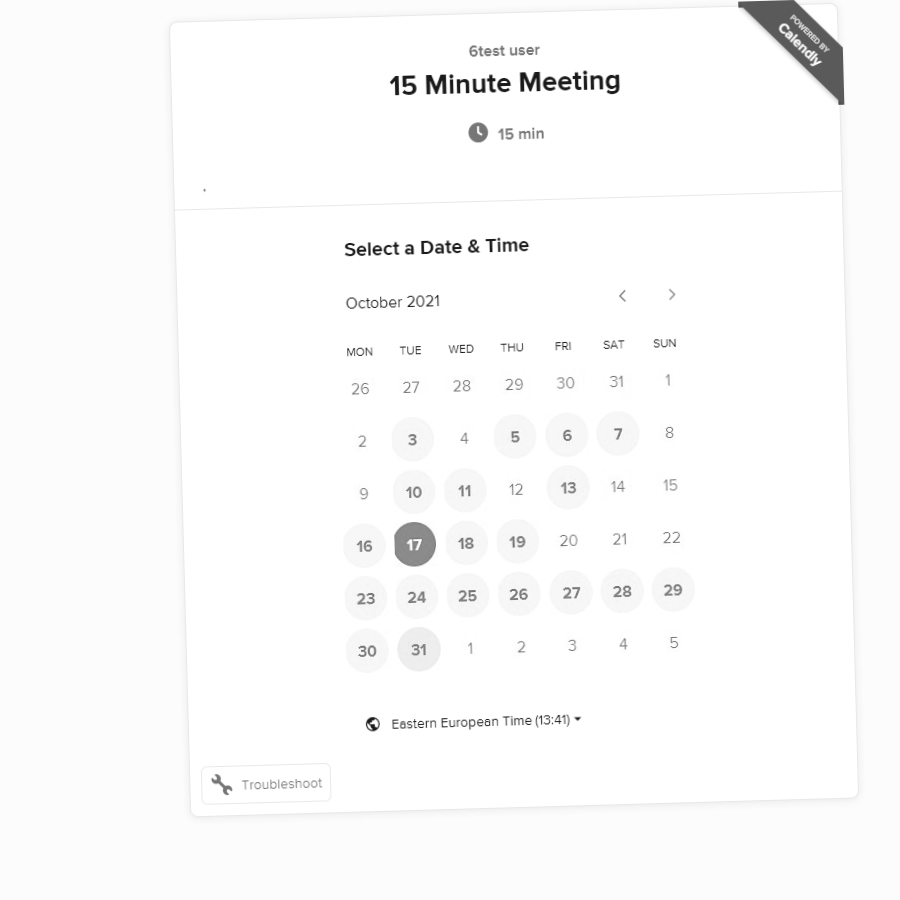 POWERED BY
Calendly
6test user
15 Minute Meeting
15 min
.
Select a Date & Time
October 2021
MON TUE WED THU FRI SAT SUN
26 27 28 29 30 31 1
2 3 4 5 6 7 8
9 10 11 12 13 14 15
16 17 18 19 20 21 22
23 24 25 26 27 28 29
30 31 1 2 3 4 5
Eastern European Time (13:41)
Troubleshoot